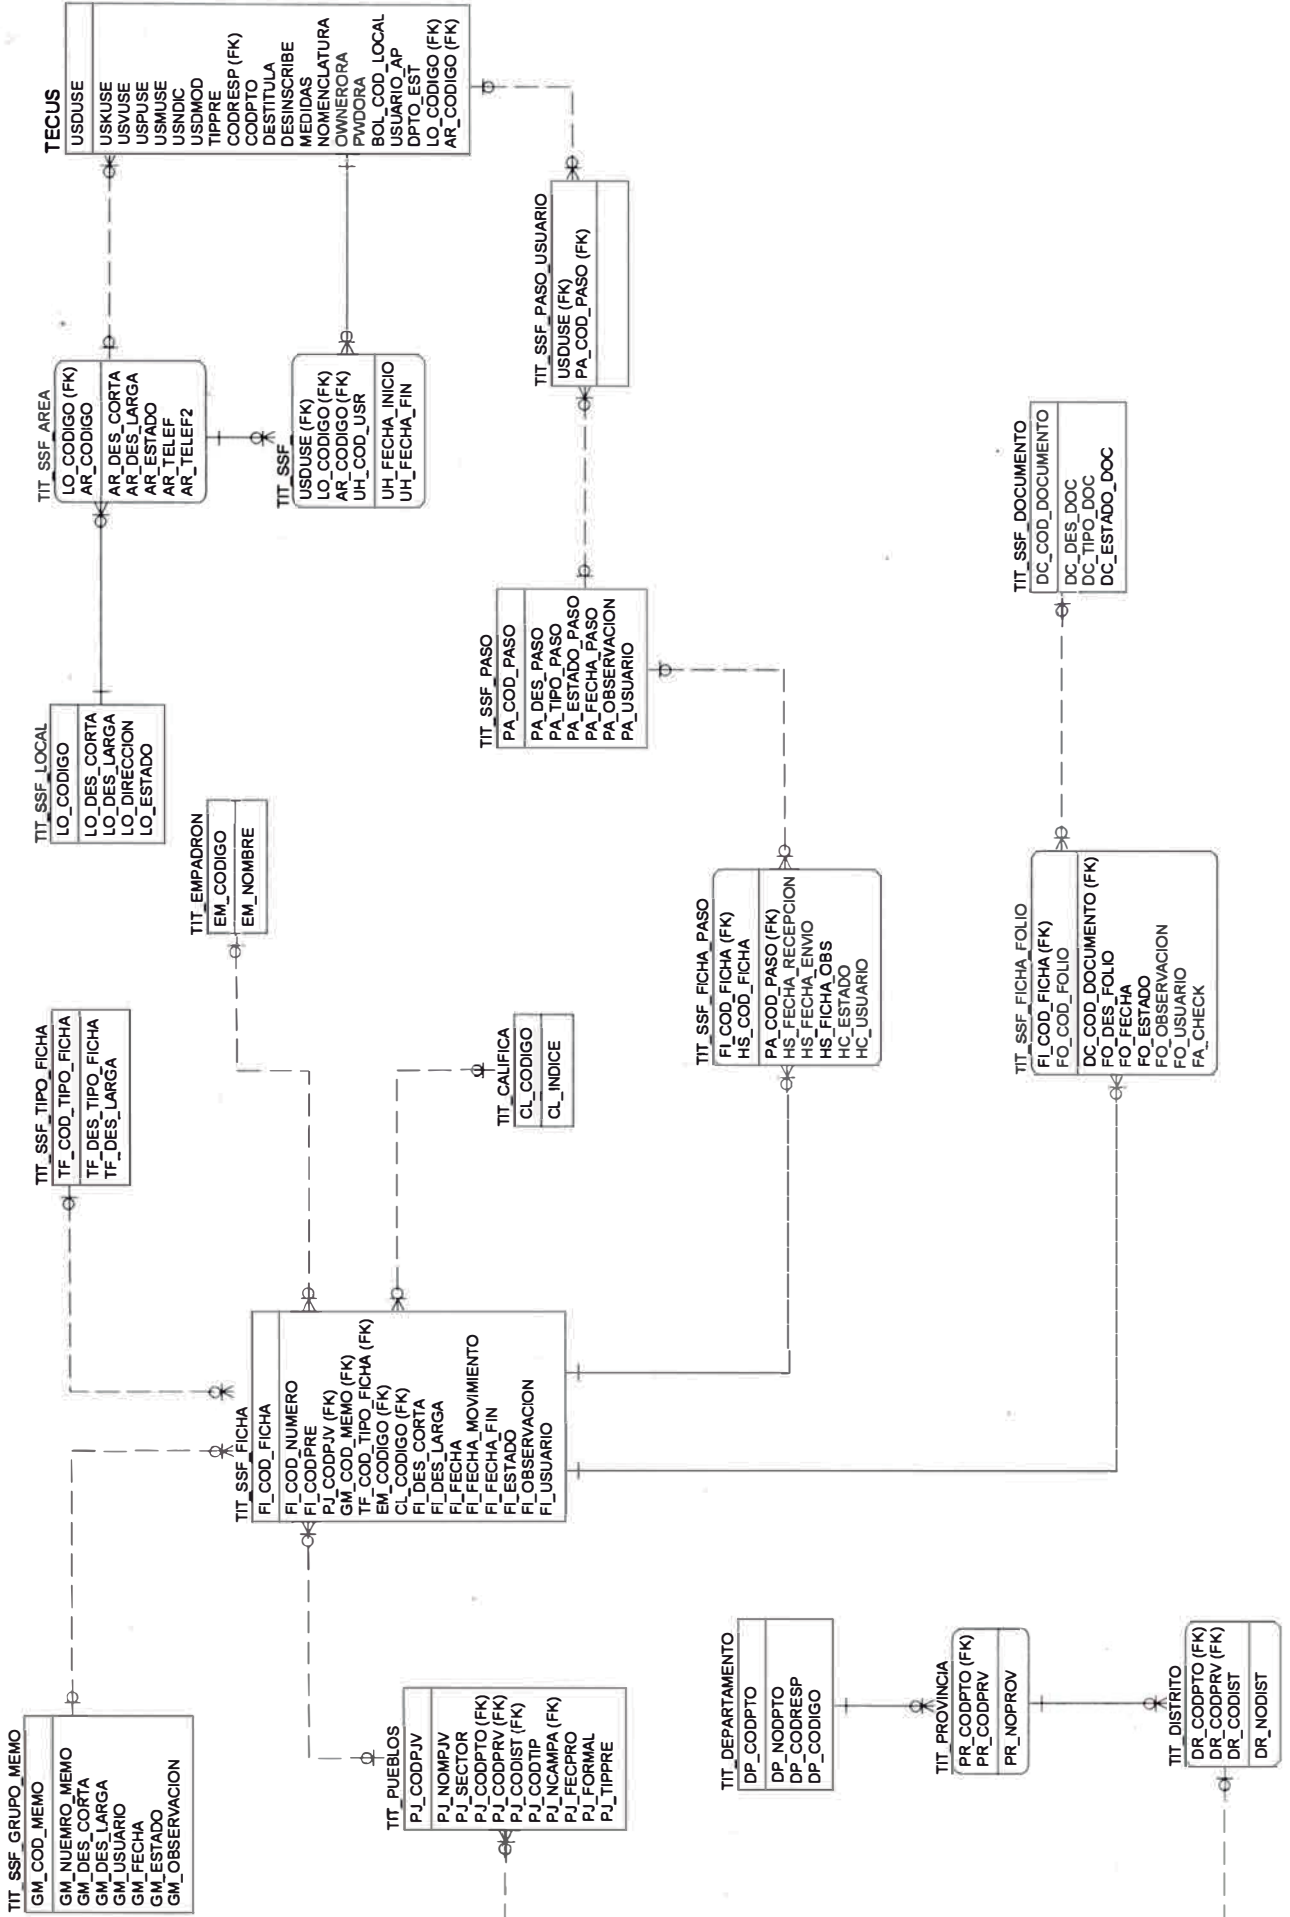 TIT_SSF_GRUPO_MEMO
GM_COD_MEMO
GM_NUEMRO_MEMO
GM_DES_CORTA
GM_DES_LARGA
GM_USUARIO
GM_FECHA
GM_ESTADO
GM_OBSERVACION
TIT_SSF_TIPO_FICHA
TF_COD_TIPO_FICHA
TF_DES_TIPO_FICHA
TF_DES_LARGA
TIT_SSF_LOCAL
LO_CODIGO
LO_DES_CORTA
LO_DES_LARGA
LO_DIRECCION
LO_ESTADO
TIT_SSF_AREA
LO_CODIGO (FK)
AR_CODIGO
AR_DES_CORTA
AR_DES_LARGA
AR_ESTADO
AR_TELEF
AR_TELEF2
TECUS
USDUSE
USKUSE
USVUSE
USPUSE
USMUSE
USNDIC
USDMOD
TIPPRE
CODRESP (FK)
CODPTO
DESTITULA
DESINSCRIBE
MEDIDAS
NOMENCLATURA
OWNERORA
PWDORA
BOL_COD_LOCAL
USUARIO_AP
DPTO_EST
LO_CODIGO (FK)
AR_CODIGO (FK)
TIT_EMPADRON
EM_CODIGO
EM_NOMBRE
TIT_SSF_
USDUSE (FK)
LO_CODIGO (FK)
AR_CODIGO (FK)
UH_COD_USR
UH_FECHA_INICIO
UH_FECHA_FIN
TIT_SSF_FICHA
FI_COD_FICHA
FI_COD_NUMERO
FI_CODPRE
PJ_CODPJV (FK)
GM_COD_MEMO (FK)
TF_COD_TIPO_FICHA (FK)
EM_CODIGO (FK)
CL_CODIGO (FK)
FI_DES_CORTA
FI_DES_LARGA
FI_FECHA
FI_FECHA_MOVIMIENTO
FI_FECHA_FIN
FI_ESTADO
FI_OBSERVACION
FI_USUARIO
TIT_PUEBLOS
PJ_CODPJV
PJ_NOMPJV
PJ_SECTOR
PJ_CODPTO (FK)
PJ_CODPRV (FK)
PJ_CODIST (FK)
PJ_CODTIP
PJ_NCAMPA (FK)
PJ_FECPRO
PJ_FORMAL
PJ_TIPPRE
TIT_CALIFICA
CL_CODIGO
CL_INDICE
TIT_SSF_PASO
PA_COD_PASO
PA_DES_PASO
PA_TIPO_PASO
PA_ESTADO_PASO
PA_FECHA_PASO
PA_OBSERVACION
PA_USUARIO
TIT_SSF_PASO_USUARIO
USDUSE (FK)
PA_COD_PASO (FK)
TIT_DEPARTAMENTO
DP_CODPTO
DP_NODPTO
DP_CODRESP
DP_CODIGO
TIT_SSF_FICHA_PASO
FI_COD_FICHA (FK)
HS_COD_FICHA
PA_COD_PASO (FK)
HS_FECHA_RECEPCION
HS_FECHA_ENVIO
HS_FICHA_OBS
HC_ESTADO
HC_USUARIO
TIT_PROVINCIA
PR_CODPTO (FK)
PR_CODPRV
PR_NOPROV
TIT_SSF_FICHA_FOLIO
FI_COD_FICHA (FK)
FO_COD_FOLIO
DC_COD_DOCUMENTO (FK)
FO_DES_FOLIO
FO_FECHA
FO_ESTADO
FO_OBSERVACION
FO_USUARIO
FA_CHECK
TIT_SSF_DOCUMENTO
DC_COD_DOCUMENTO
DC_DES_DOC
DC_TIPO_DOC
DC_ESTADO_DOC
TIT_DISTRITO
DR_CODPTO (FK)
DR_CODPRV (FK)
DR_CODIST
DR_NODIST